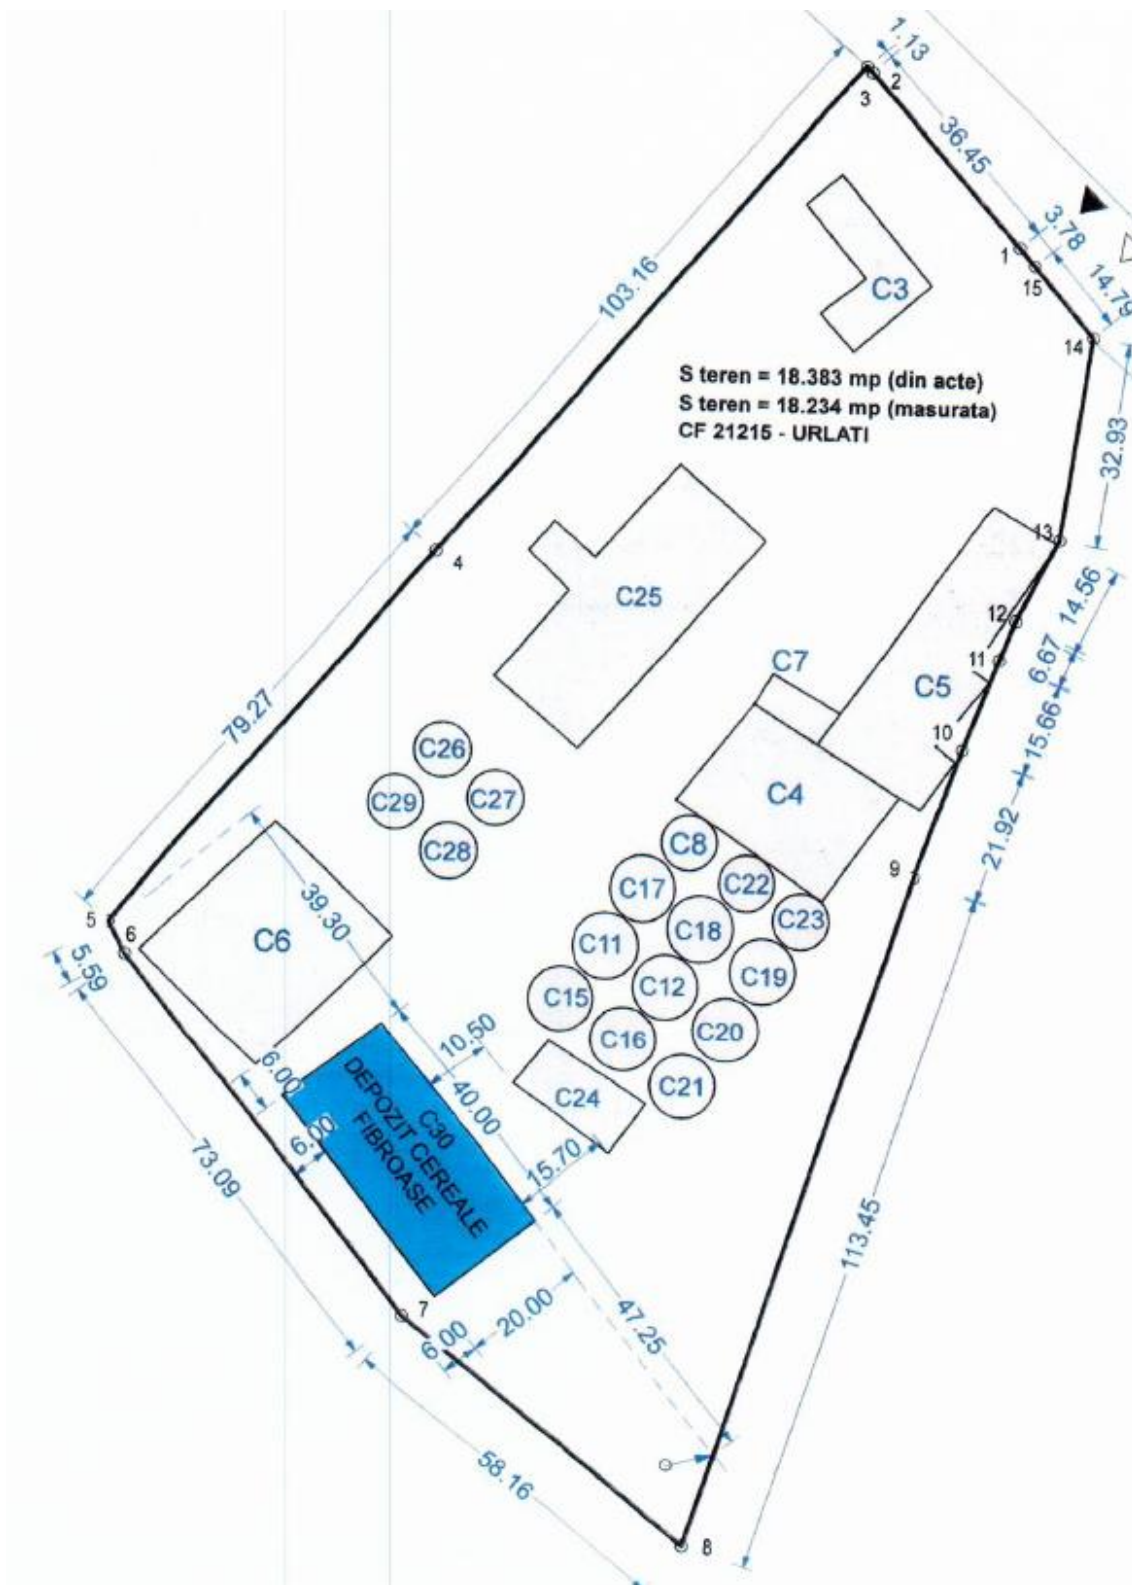 1.13
2
3
36.45
3.78
1
15
14.79
14
103.16
C3
S teren = 18.383 mp (din acte)
S teren = 18.234 mp (masurata)
CF 21215 - URLATI
32.93
13
4
C25
14.56
12
11
6.67
C7
C5
15.66
10
79.27
C26
C29
C27
C28
C4
21.92
C8
9
C17
C22
C23
39.30
C18
C11
5
6
C6
5.59
C19
C12
C15
C20
C16
10.50
6.00
C21
C24
40.00
C30
DEPOZIT CEREALE
FIBROASE
6.00
15.70
73.09
113.45
7
20.00
6.00
47.25
58.16
8